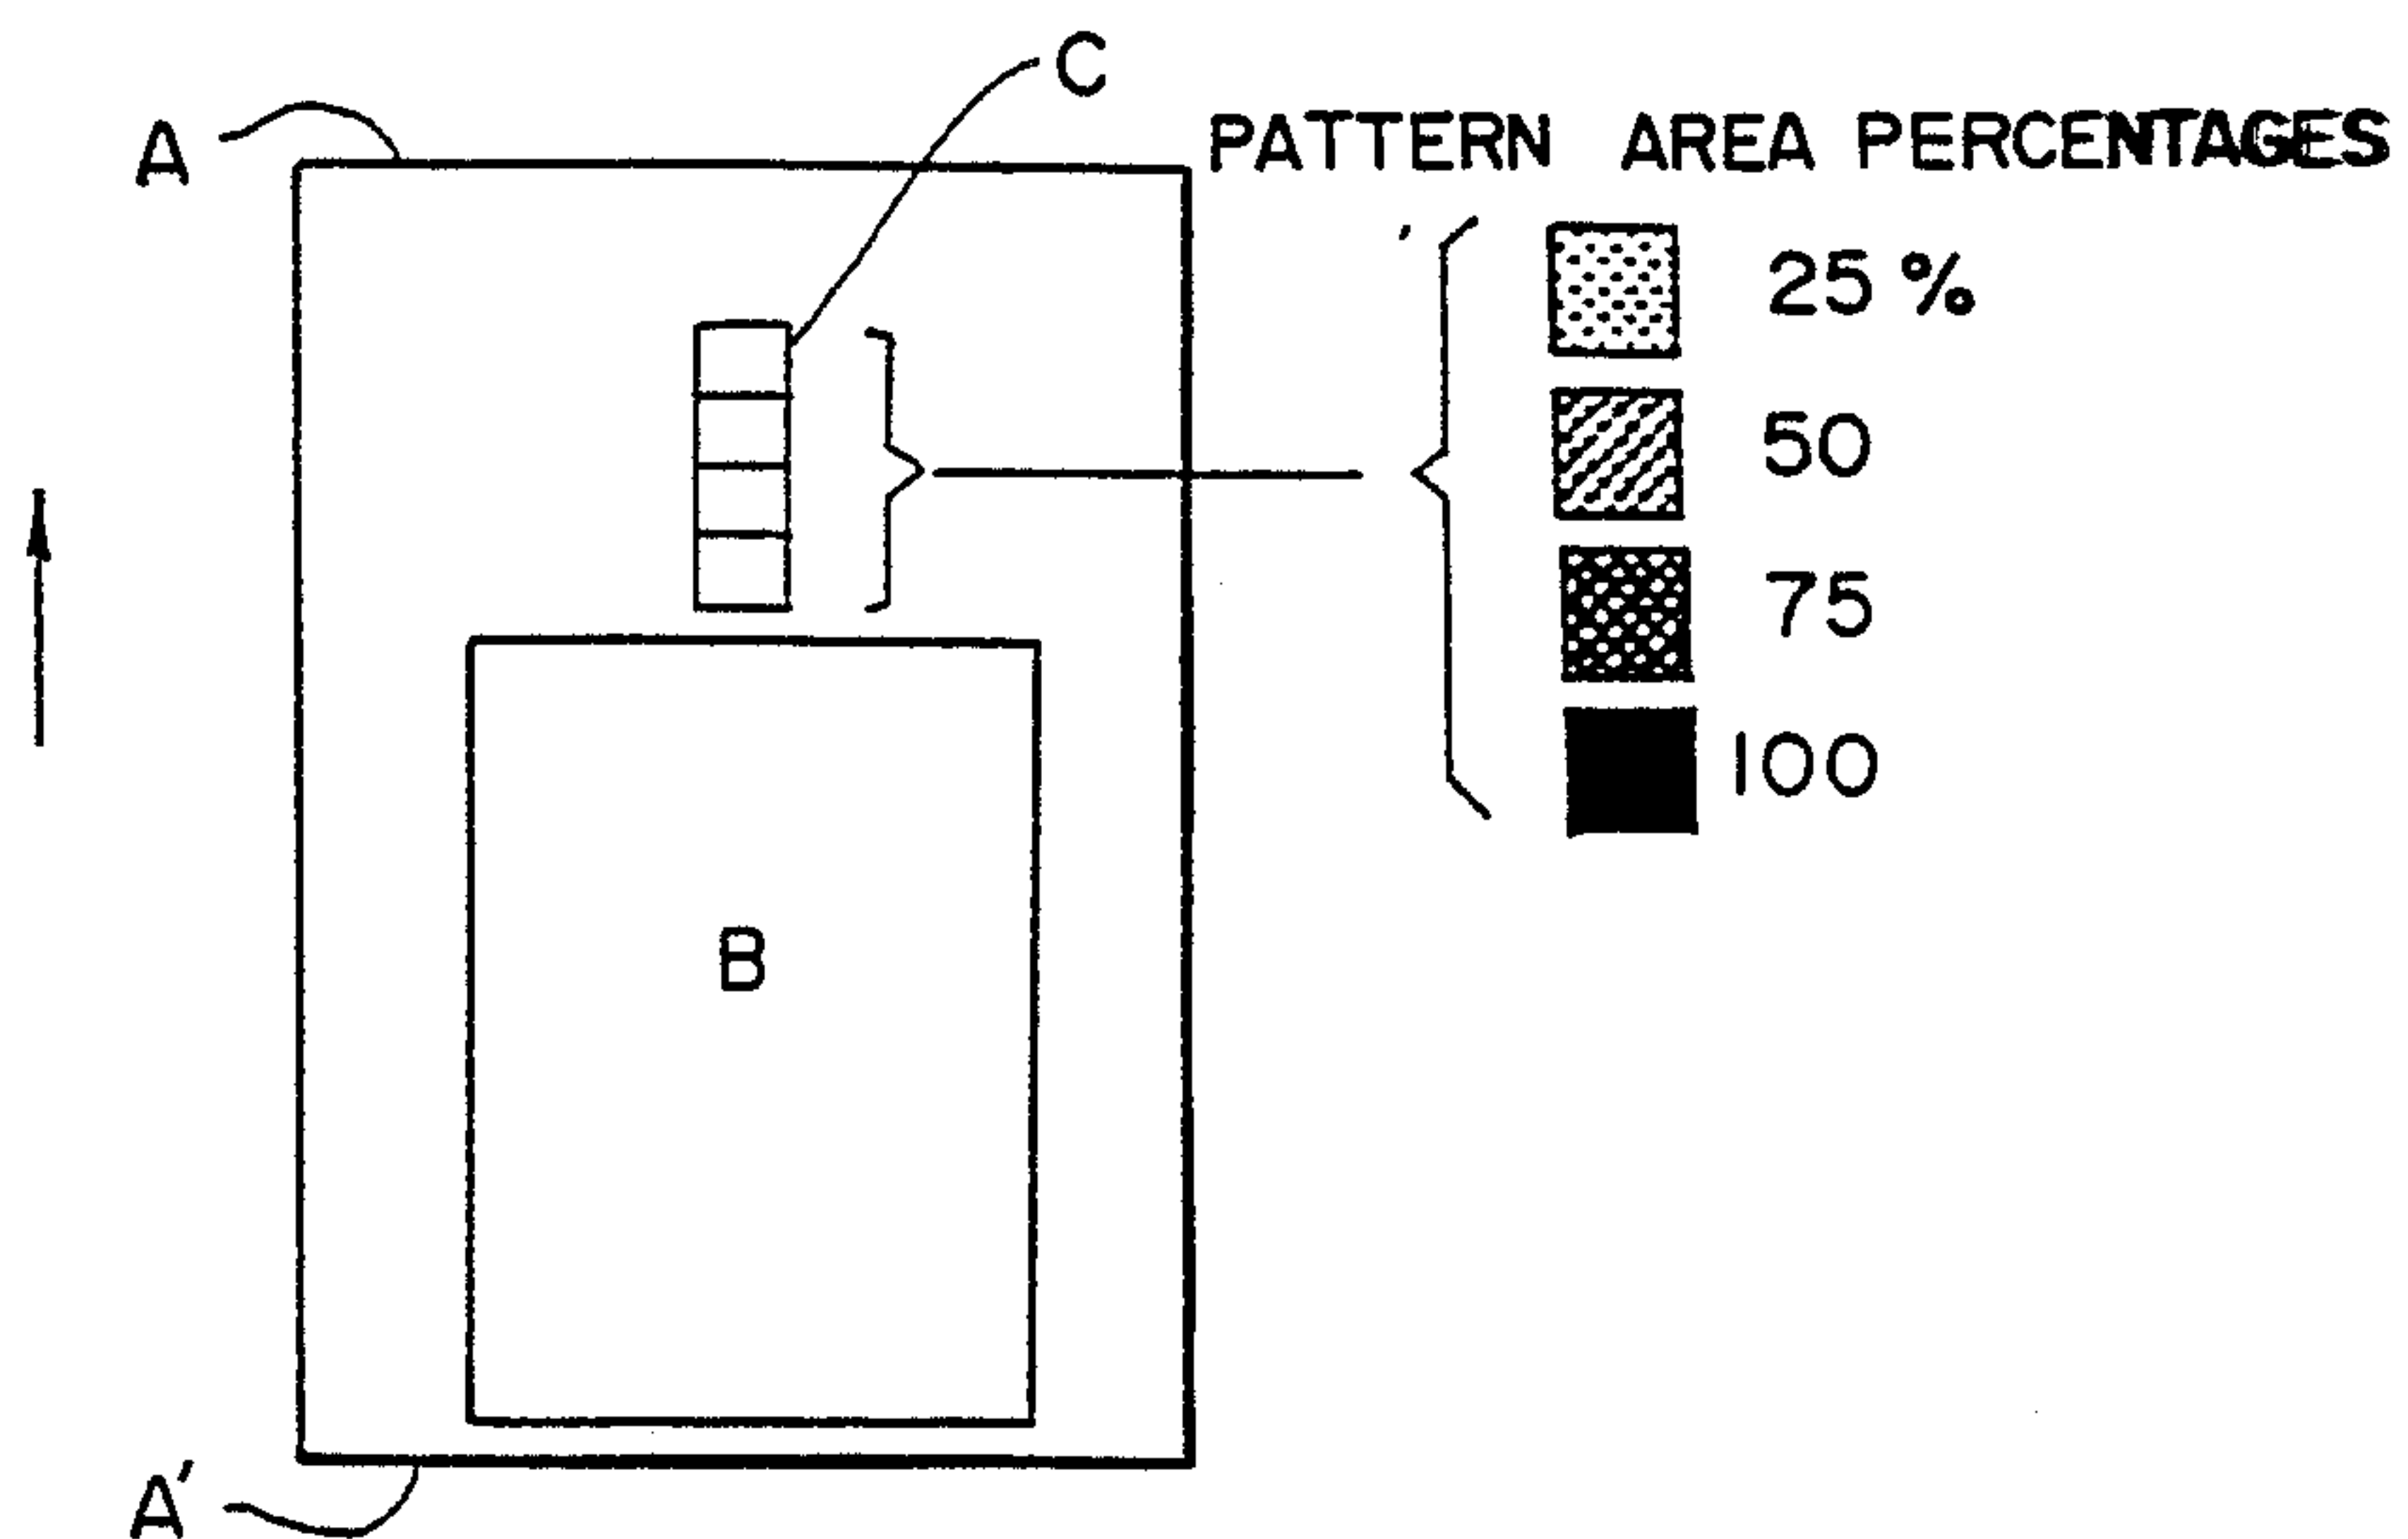 C
A
PATTERN AREA PERCENTAGES
25 %
50
75
100
B
A'